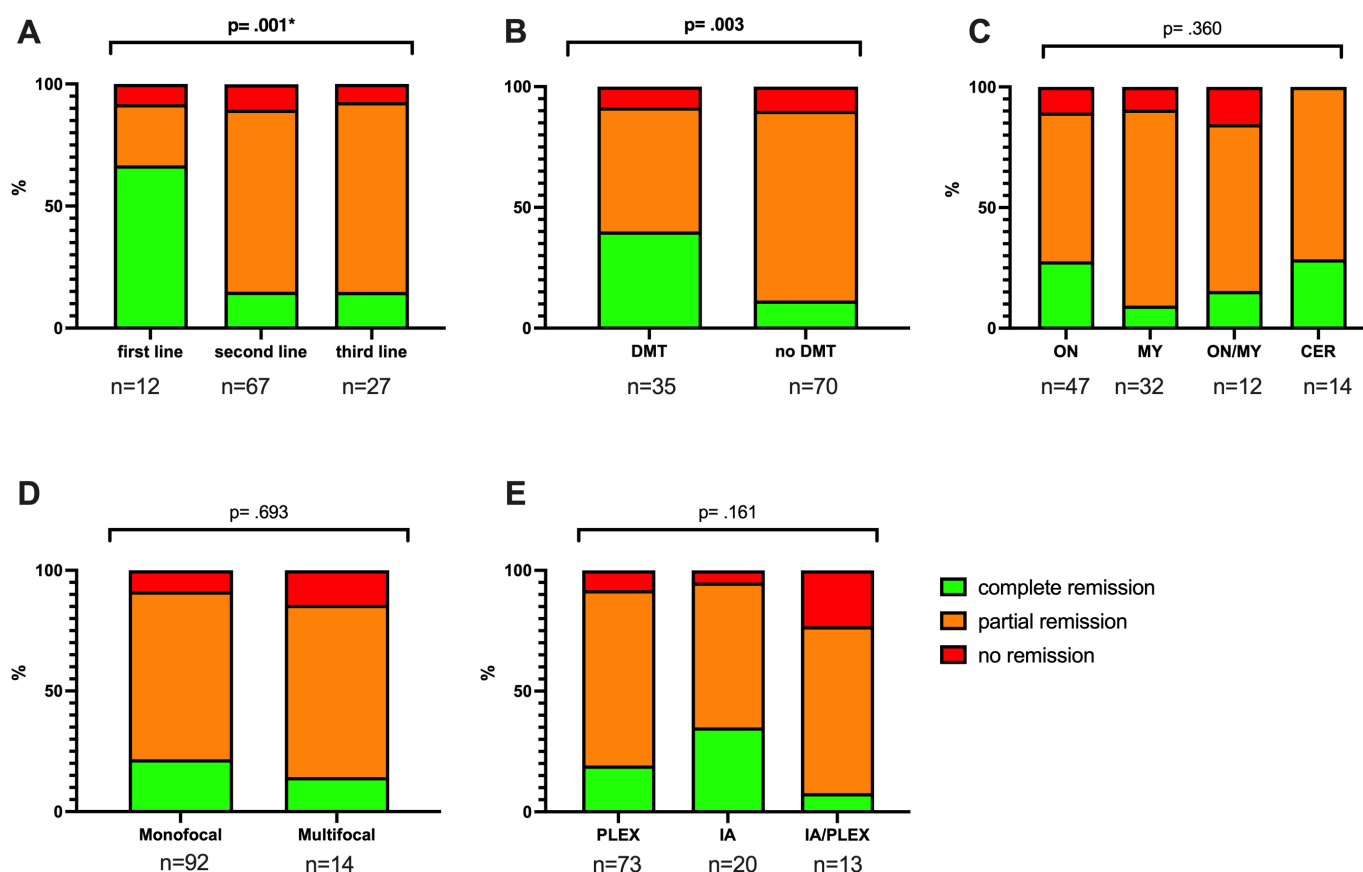 A
p= .001*
100
50
0
%
first line
second line
third line
n=12
n=67
n=27
B
p= .003
100
50
0
%
DMT
no DMT
n=35
n=70
C
p= .360
100
50
0
%
ON
MY
ON/MY
CER
n=47
n=32
n=12
n=14
D
p= .693
100
50
0
%
Monofocal
Multifocal
n=92
n=14
E
p= .161
100
50
0
%
PLEX
IA
IA/PLEX
n=73
n=20
n=13
complete remission
partial remission
no remission